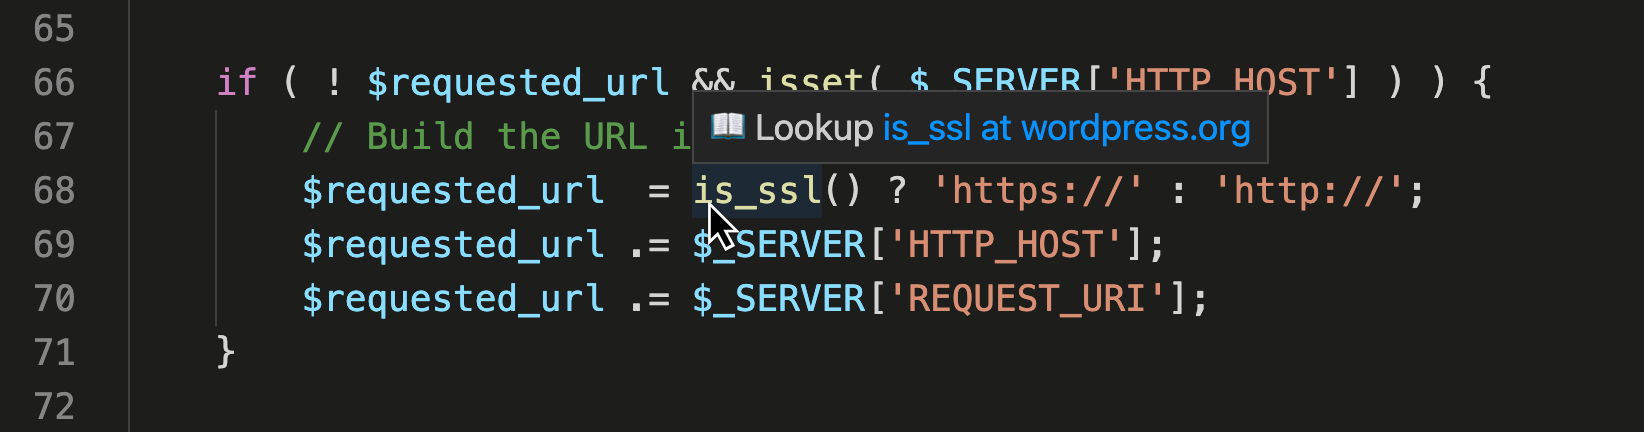 65
66 if ( ! $requested_url && isset( $_SERVER['HTTP_HOST'] ) ) {
Lookup is_ssl at wordpress.org
67 // Build the URL i
68 $requested_url  = is_ssl() ? 'https://' : 'http://';
69 $requested_url .= $_SERVER['HTTP_HOST'];
70 $requested_url .= $_SERVER['REQUEST_URI'];
71 }
72